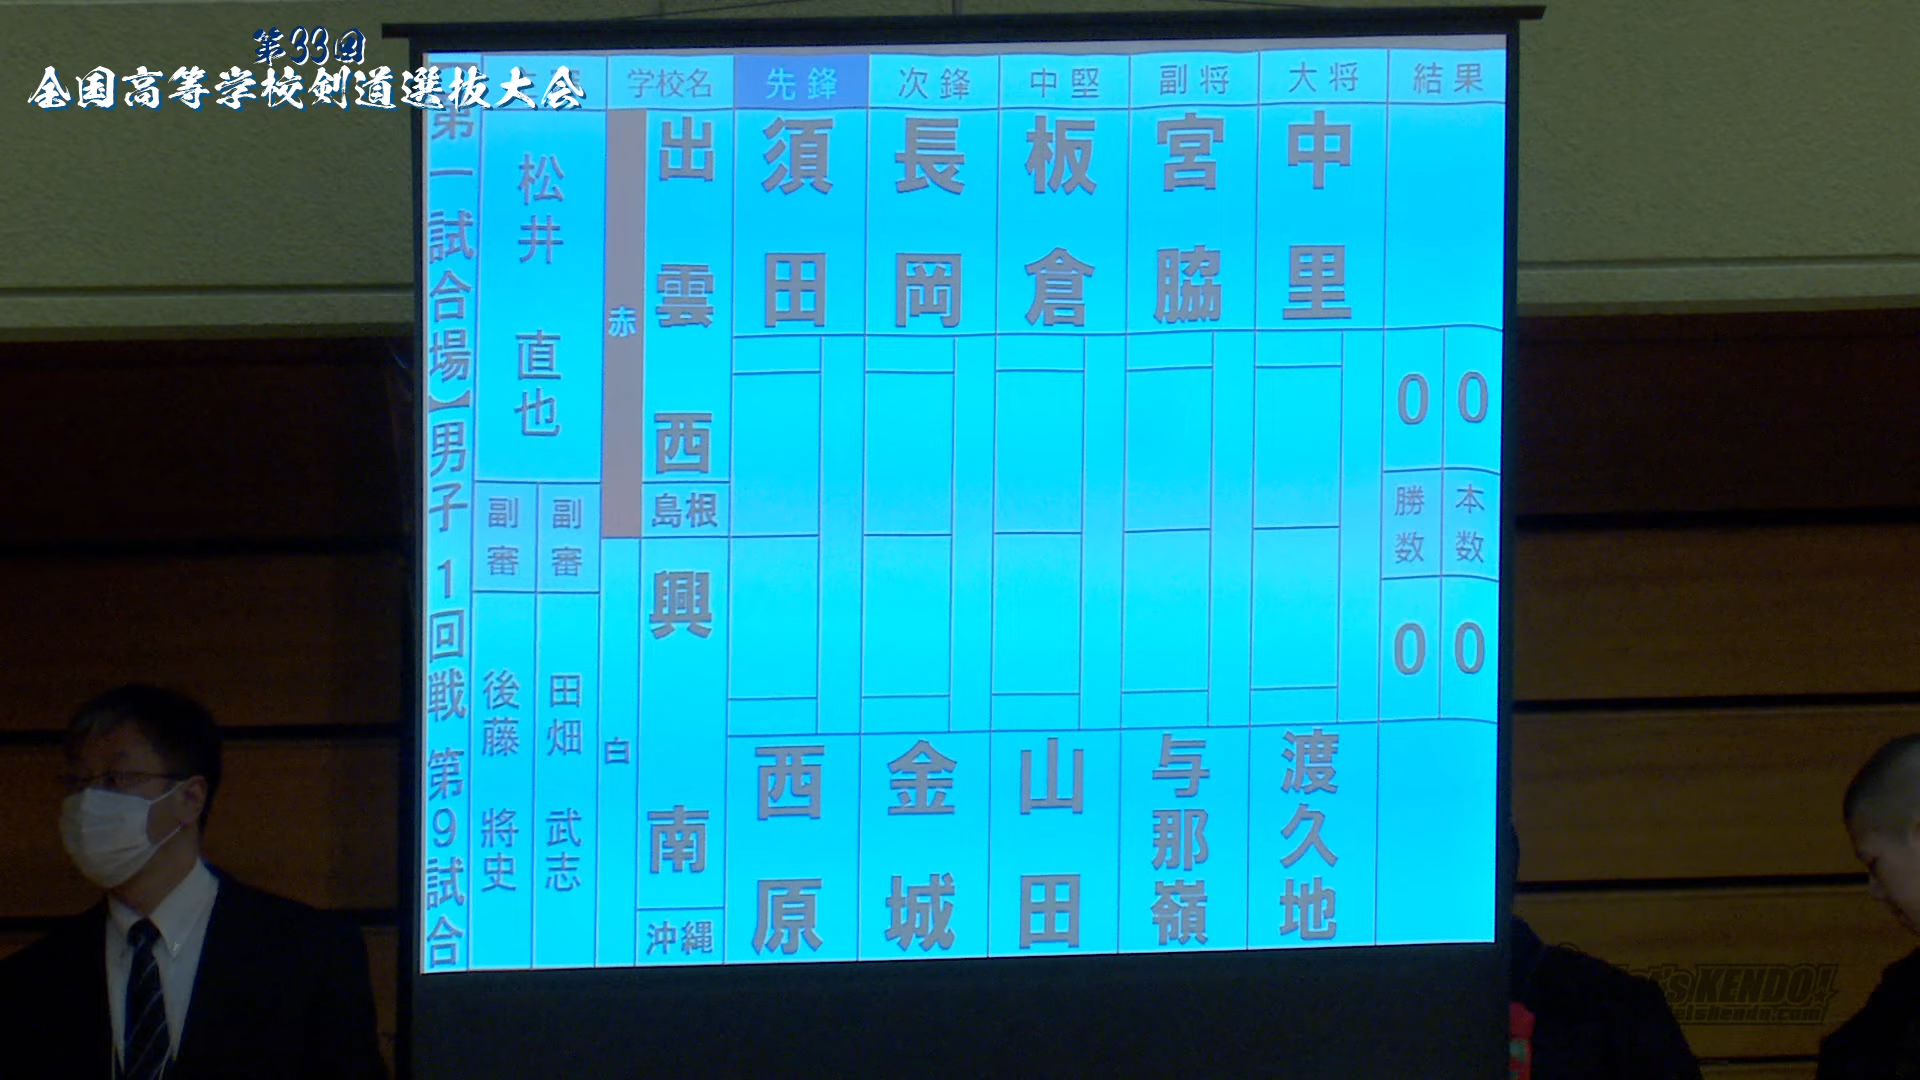 第33回
全国高等学校剣道選抜大会
学校名 先鋒 次鋒 中堅 副将 大将 結果
第一試合場】男子 1回戦 第9試合
松井 直也
副審 副審
後藤 將史
田畑 武志
赤
出雲西
島根
須田
長岡
板倉
宮脇
中里
0 0
勝数 本数
0 0
白
興南
沖縄
西原
金城
山田
与那嶺
渡久地
Let's KENDO!
letskendo.com